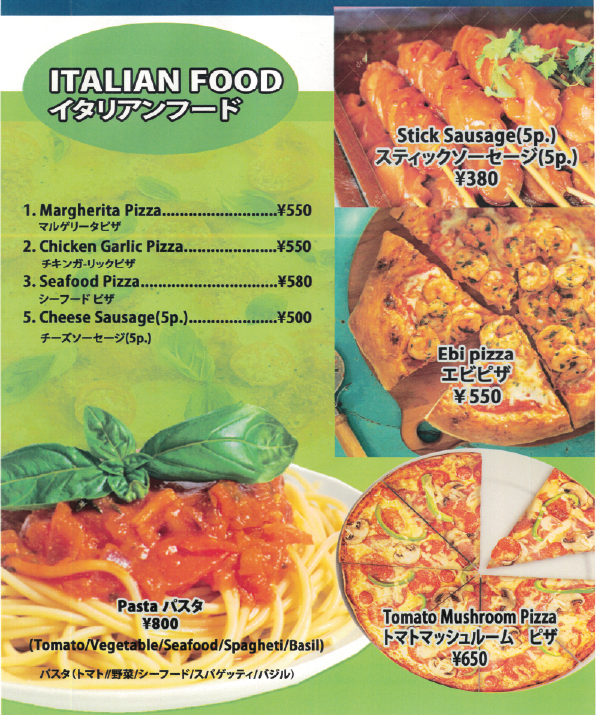 ITALIAN FOOD
イタリアンフード
Stick Sausage(5p.)
スティックソーセージ(5p.)
¥380
1. Margherita Pizza..........................¥550
マルゲリータピザ
2. Chicken Garlic Pizza.....................¥550
チキンガｰリックピザ
3. Seafood Pizza...............................¥580
シーフード ピザ
5. Cheese Sausage(5p.)....................¥500
チーズソーセージ(5p.)
Ebi pizza
エビピザ
¥ 550
Pasta パスタ
¥800
(Tomato/Vegetable/Seafood/Spagheti/Basil)
パスタ(トマト//野菜/シーフード/スパゲッティ/バジル)
Tomato Mushroom Pizza
トマトマッシュルーム　ピザ
¥650